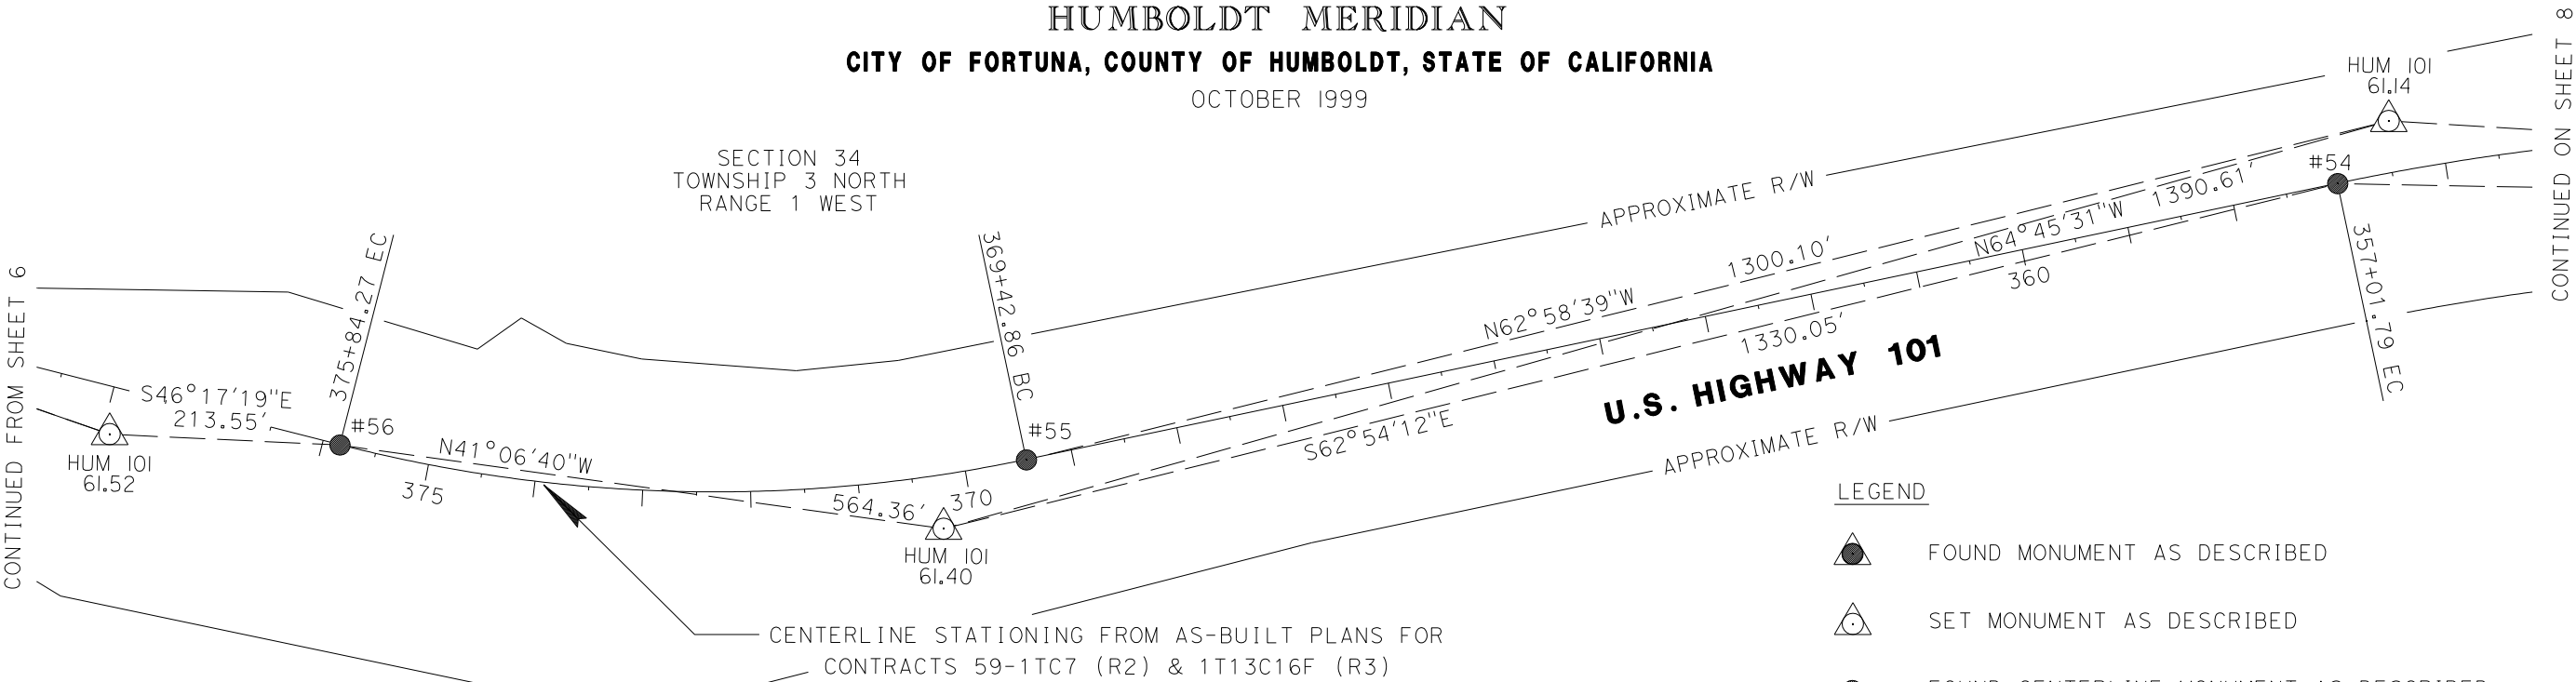 HUMBOLDT MERIDIAN
CITY OF FORTUNA, COUNTY OF HUMBOLDT, STATE OF CALIFORNIA
OCTOBER 1999
SECTION 34
TOWNSHIP 3 NORTH
RANGE 1 WEST
CONTINUED FROM SHEET 6
CONTINUED ON SHEET 8
HUM 101
61.14
#54
APPROXIMATE R/W
1390.61'
N64°45'31"W
1300.10'
N62°58'39"W
360
1330.05'
S62°54'12"E
357+01.79 EC
U.S. HIGHWAY 101
APPROXIMATE R/W
375+84.27 EC
369+42.86 BC
S46°17'19"E
213.55'
#56
#55
HUM 101
61.52
N41°06'40"W
375
564.36'
370
HUM 101
61.40
CENTERLINE STATIONING FROM AS-BUILT PLANS FOR
CONTRACTS 59-1TC7 (R2) & 1T13C16F (R3)
LEGEND
FOUND MONUMENT AS DESCRIBED
SET MONUMENT AS DESCRIBED
FOUND CENTERLINE MONUMENT AS DESCRIBED